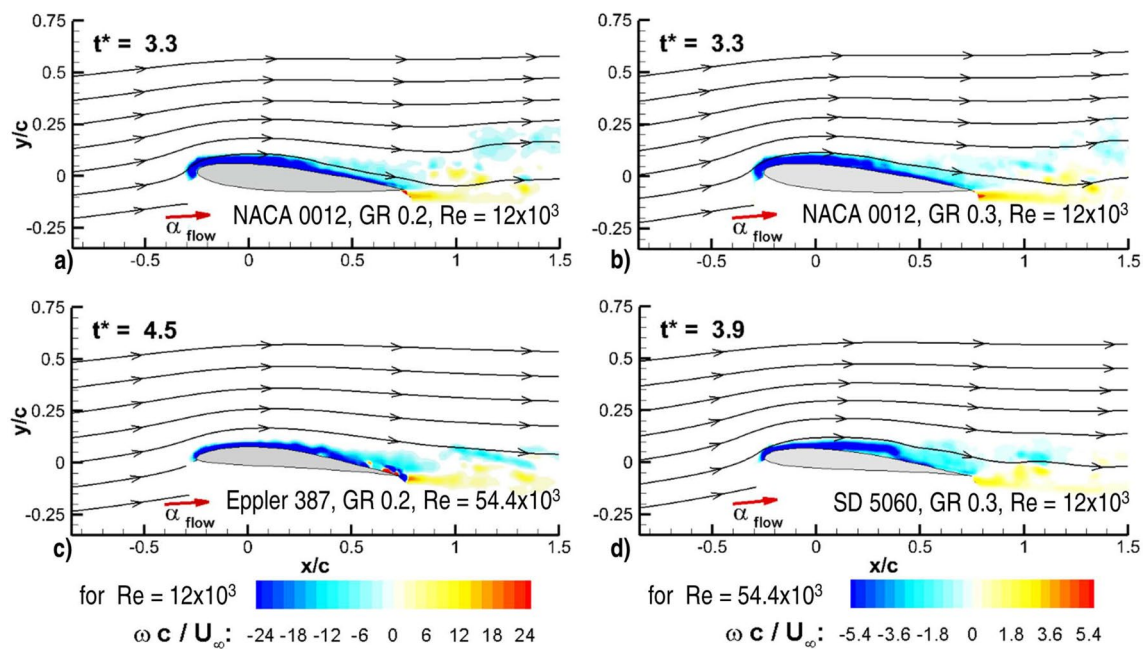 0.75
t* = 3.3
0.5
y/c
0.25
0
-0.25
α flow
NACA 0012, GR 0.2, Re = 12x10³
a)
-0.5 0 0.5 1 1.5
0.75
t* = 3.3
0.5
y/c
0.25
0
-0.25
α flow
NACA 0012, GR 0.3, Re = 12x10³
b)
-0.5 0 0.5 1 1.5
0.75
t* = 4.5
0.5
y/c
0.25
0
-0.25
α flow
Eppler 387, GR 0.2, Re = 54.4x10³
c)
-0.5 0 0.5 1 1.5
x/c
0.75
t* = 3.9
0.5
y/c
0.25
0
-0.25
α flow
SD 5060, GR 0.3, Re = 12x10³
d)
-0.5 0 0.5 1 1.5
x/c
for Re = 12x10³
ω c / U∞: -24 -18 -12 -6 0 6 12 18 24
for Re = 54.4x10³
-5.4 -3.6 -1.8 0 1.8 3.6 5.4